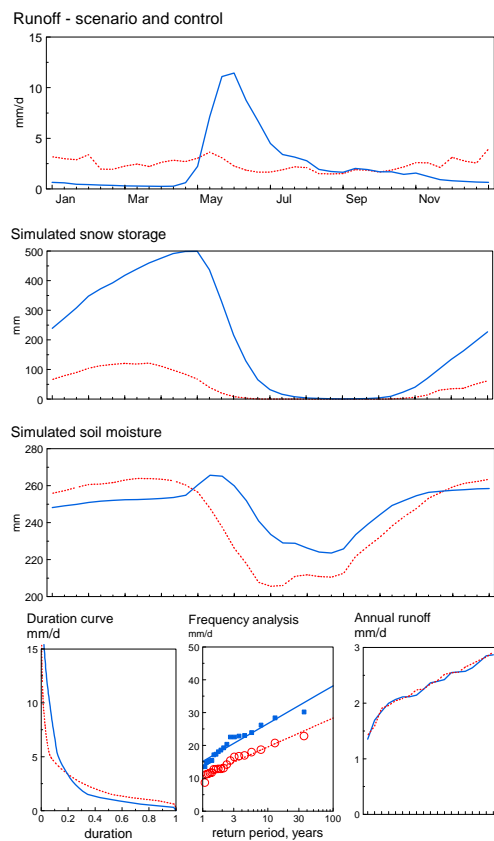 Runoff - scenario and control
15
10
mm/d
5
0
Jan Mar May Jul Sep Nov
Simulated snow storage
500
400
300
mm
200
100
0
Simulated soil moisture
280
260
mm
240
220
200
Duration curve
mm/d
15
10
5
0
0 0.2 0.4 0.6 0.8 1
duration
Frequency analysis
mm/d
50
40
30
20
10
0
1 3 10 30 100
return period, years
Annual runoff
mm/d
3
2
1
0